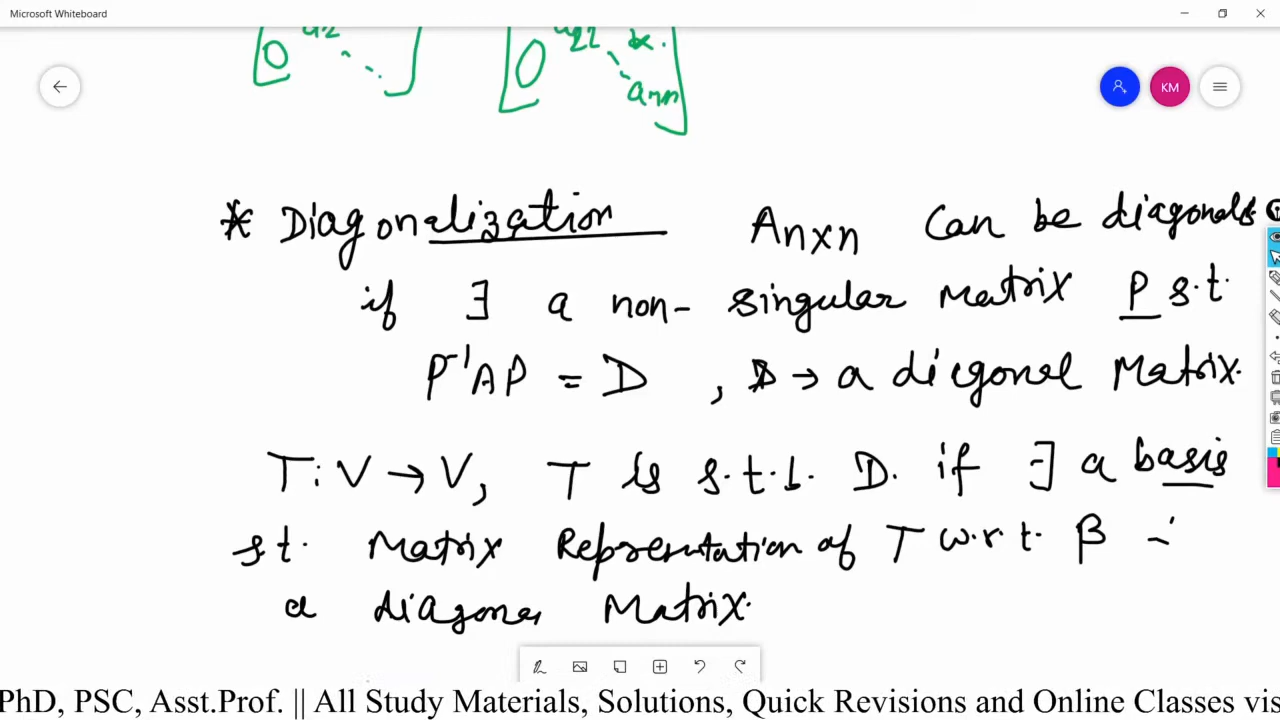 Microsoft Whiteboard
0
0 a22 *
ann
KM
* Diagonalization Anxn Can be diagonals
if ∃ a non-singular matrix P s.t.
P⁻¹AP = D , D → a diagonal Matrix.
T: V → V, T is s.t.b. D. if ∃ a basis
s.t. Matrix Representation of T w.r.t. β
a diagonal Matrix.
PhD, PSC, Asst.Prof. || All Study Materials, Solutions, Quick Revisions and Online Classes vis